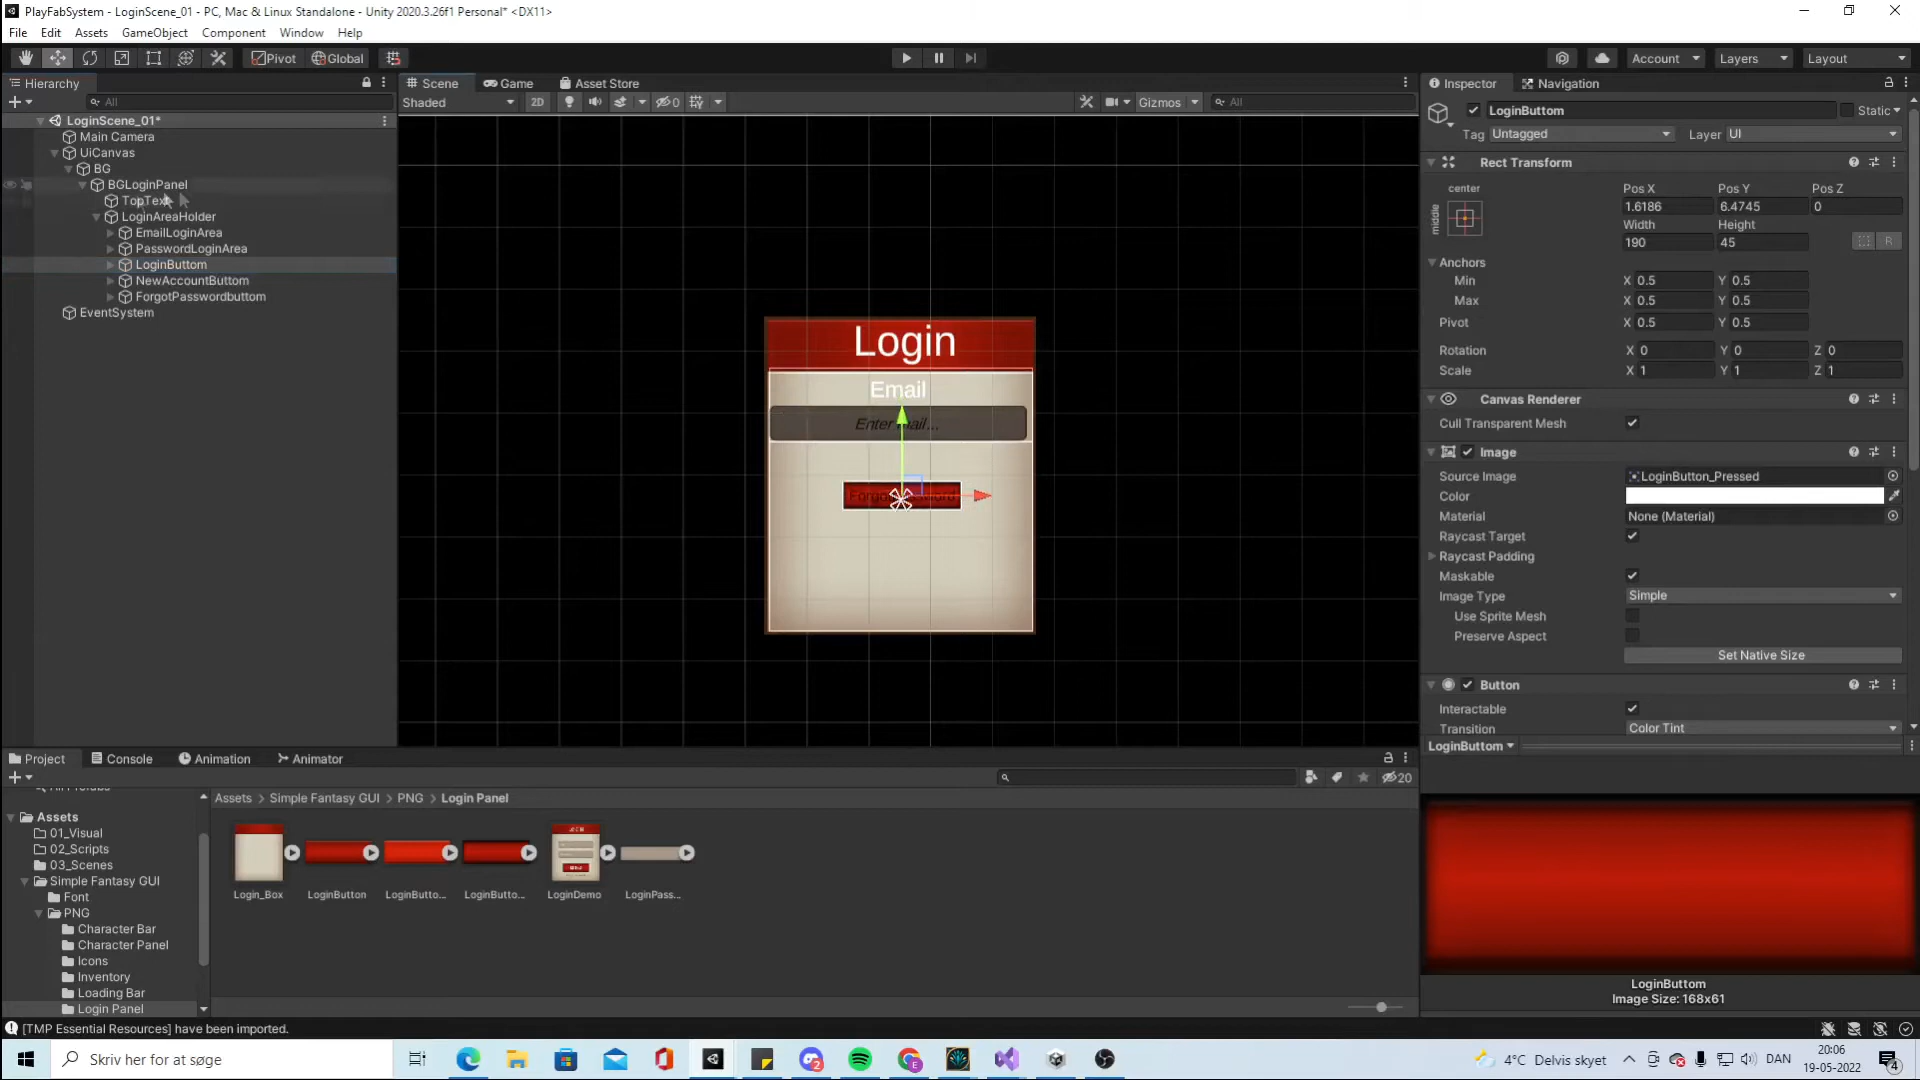 PlayFabSystem - LoginScene_01 - PC, Mac & Linux Standalone - Unity 2020.3.26f1 Personal* <DX11>
File Edit Assets GameObject Component Window Help
Pivot Global Account Layers Layout
Hierarchy
All
LoginScene_01*
Main Camera
UiCanvas
BG
BGLoginPanel
TopText
LoginAreaHolder
EmailLoginArea
PasswordLoginArea
LoginButtom
NewAccountButtom
ForgotPasswordbuttom
EventSystem
Scene Game Asset Store
Shaded 2D 0 Gizmos All
Login
Email
Inspector Navigation
LoginButtom Static
Tag Untagged Layer UI
Rect Transform
center Pos X Pos Y Pos Z
middle 1.6186 6.4745 0
Width Height
190 45 R
Anchors
Min X 0.5 Y 0.5
Max X 0.5 Y 0.5
Pivot X 0.5 Y 0.5
Rotation X 0 Y 0 Z 0
Scale X 1 Y 1 Z 1
Canvas Renderer
Cull Transparent Mesh
Image
Source Image LoginButton_Pressed
Color
Material None (Material)
Raycast Target
Raycast Padding
Maskable
Image Type Simple
Use Sprite Mesh
Preserve Aspect
Set Native Size
Button
Interactable
Transition Color Tint
LoginButtom
LoginButtom
Image Size: 168x61
Project Console Animation Animator
20
Assets
01_Visual
02_Scripts
03_Scenes
Simple Fantasy GUI
Font
PNG
Character Bar
Character Panel
Icons
Inventory
Loading Bar
Login Panel
Assets > Simple Fantasy GUI > PNG > Login Panel
Login_Box LoginButton LoginButto... LoginButto... LoginDemo LoginPass...
[TMP Essential Resources] have been imported.
Skriv her for at søge
2
4°C Delvis skyet DAN 20:06
19-05-2022 4